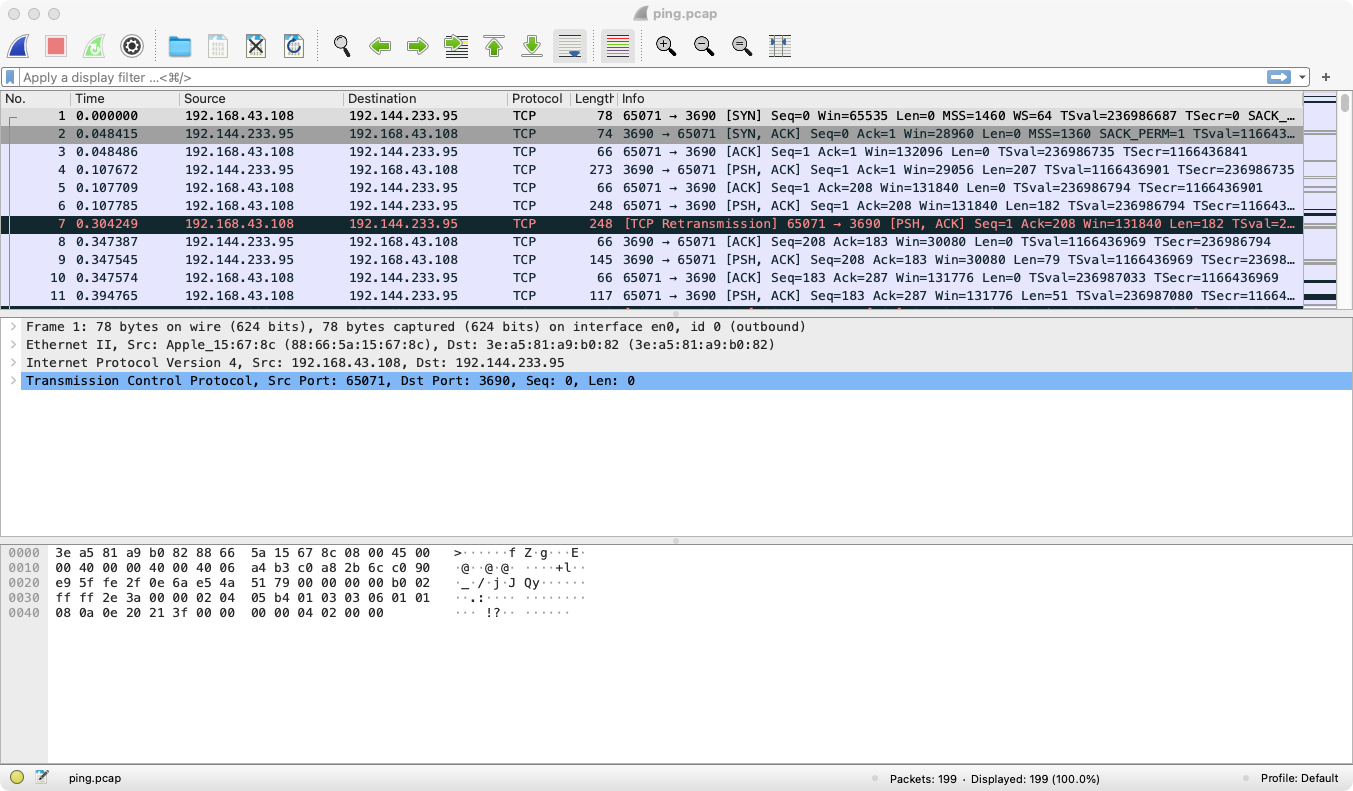 ping.pcap
Apply a display filter ... <⌘/>
No. Time Source Destination Protocol Length Info
1 0.000000 192.168.43.108 192.144.233.95 TCP 78 65071 → 3690 [SYN] Seq=0 Win=65535 Len=0 MSS=1460 WS=64 TSval=236986687 TSecr=0 SACK_…
2 0.048415 192.144.233.95 192.168.43.108 TCP 74 3690 → 65071 [SYN, ACK] Seq=0 Ack=1 Win=28960 Len=0 MSS=1360 SACK_PERM=1 TSval=116643…
3 0.048486 192.168.43.108 192.144.233.95 TCP 66 65071 → 3690 [ACK] Seq=1 Ack=1 Win=132096 Len=0 TSval=236986735 TSecr=1166436841
4 0.107672 192.144.233.95 192.168.43.108 TCP 273 3690 → 65071 [PSH, ACK] Seq=1 Ack=1 Win=29056 Len=207 TSval=1166436901 TSecr=236986735
5 0.107709 192.168.43.108 192.144.233.95 TCP 66 65071 → 3690 [ACK] Seq=1 Ack=208 Win=131840 Len=0 TSval=236986794 TSecr=1166436901
6 0.107785 192.168.43.108 192.144.233.95 TCP 248 65071 → 3690 [PSH, ACK] Seq=1 Ack=208 Win=131840 Len=182 TSval=236986794 TSecr=116643…
7 0.304249 192.168.43.108 192.144.233.95 TCP 248 [TCP Retransmission] 65071 → 3690 [PSH, ACK] Seq=1 Ack=208 Win=131840 Len=182 TSval=2…
8 0.347387 192.144.233.95 192.168.43.108 TCP 66 3690 → 65071 [ACK] Seq=208 Ack=183 Win=30080 Len=0 TSval=1166436969 TSecr=236986794
9 0.347545 192.144.233.95 192.168.43.108 TCP 145 3690 → 65071 [PSH, ACK] Seq=208 Ack=183 Win=30080 Len=79 TSval=1166436969 TSecr=23698…
10 0.347574 192.168.43.108 192.144.233.95 TCP 66 65071 → 3690 [ACK] Seq=183 Ack=287 Win=131776 Len=0 TSval=236987033 TSecr=1166436969
11 0.394765 192.168.43.108 192.144.233.95 TCP 117 65071 → 3690 [PSH, ACK] Seq=183 Ack=287 Win=131776 Len=51 TSval=236987080 TSecr=11664…
Frame 1: 78 bytes on wire (624 bits), 78 bytes captured (624 bits) on interface en0, id 0 (outbound)
Ethernet II, Src: Apple_15:67:8c (88:66:5a:15:67:8c), Dst: 3e:a5:81:a9:b0:82 (3e:a5:81:a9:b0:82)
Internet Protocol Version 4, Src: 192.168.43.108, Dst: 192.144.233.95
Transmission Control Protocol, Src Port: 65071, Dst Port: 3690, Seq: 0, Len: 0
0000 3e a5 81 a9 b0 82 88 66 5a 15 67 8c 08 00 45 00 >······f Z·g···E·
0010 00 40 00 00 40 00 40 06 a4 b3 c0 a8 2b 6c c0 90 ·@··@·@· ····+l··
0020 e9 5f fe 2f 0e 6a e5 4a 51 79 00 00 00 00 b0 02 ·_·/·j·J Qy······
0030 ff ff 2e 3a 00 00 02 04 05 b4 01 03 03 06 01 01 ··.:···· ········
0040 08 0a 0e 20 21 3f 00 00 00 00 04 02 00 00 ··· !?·· ······
ping.pcap
Packets: 199 · Displayed: 199 (100.0%)
Profile: Default